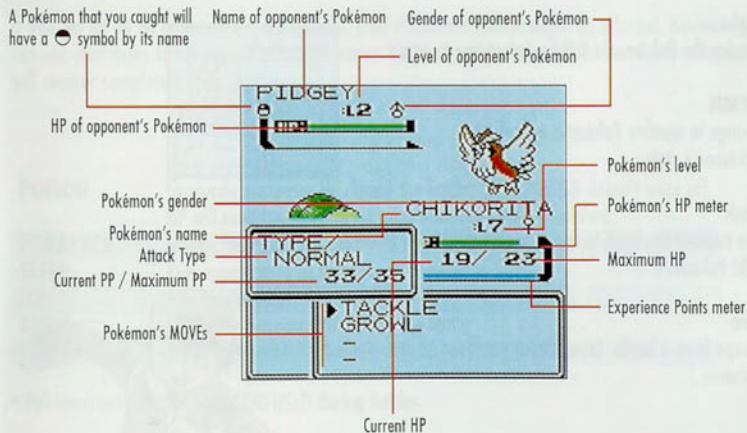 A Pokémon that you caught will
have a symbol by its name
Name of opponent's Pokémon
Gender of opponent's Pokémon
Level of opponent's Pokémon
PIDGEY
:12 ♂
HP of opponent's Pokémon
Pokémon's level
Pokémon's gender
CHIKORITA
Pokémon's HP meter
:17 ♀
Pokémon's name
TYPE/
Attack Type
NORMAL
19/ 23
Maximum HP
Current PP / Maximum PP
33/35
Experience Points meter
TACKLE
GROWL
-
-
Pokémon's MOVEs
Current HP